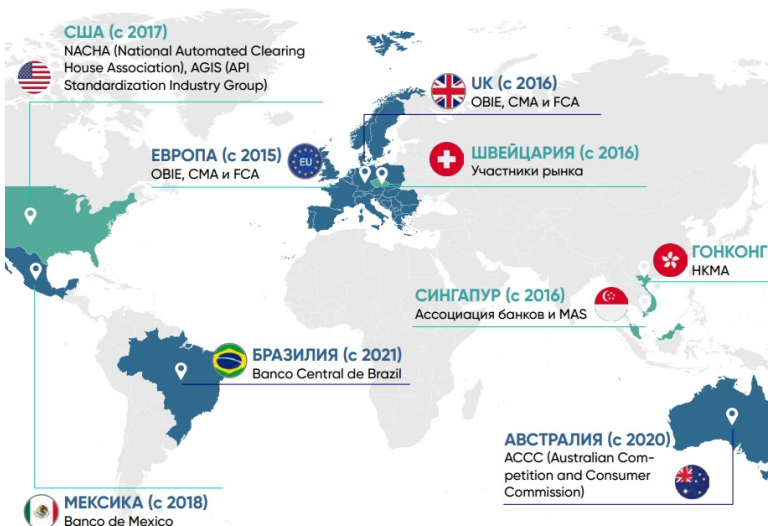 США (с 2017)
NACHA (National Automated Clearing
House Association), AGIS (API
Standardization Industry Group)
UK (с 2016)
OBIE, CMA и FCA
ЕВРОПА (с 2015)
OBIE, CMA и FCA
EU
ШВЕЙЦАРИЯ (с 2016)
Участники рынка
ГОНКОНГ
HKMA
СИНГАПУР (с 2016)
Ассоциация банков и MAS
БРАЗИЛИЯ (с 2021)
Banco Central de Brazil
АВСТРАЛИЯ (с 2020)
ACCC (Australian Com-
petition and Consumer
Commission)
МЕКСИКА (с 2018)
Banco de Mexico